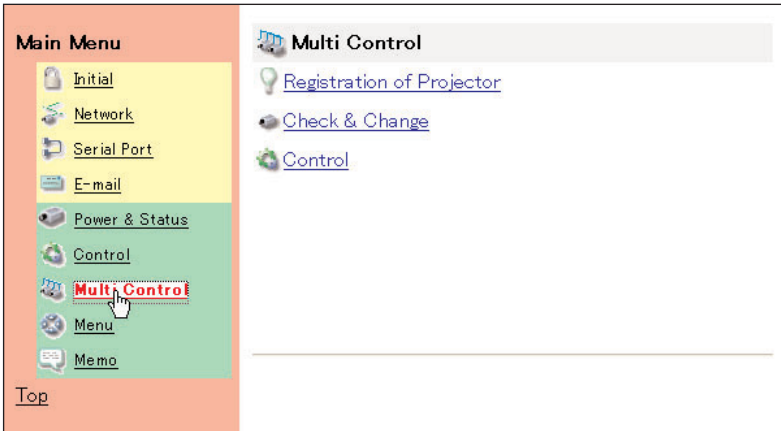 Main Menu
Initial
Network
Serial Port
E-mail
Power & Status
Control
Multi Control
Menu
Memo
Top
Multi Control
Registration of Projector
Check & Change
Control